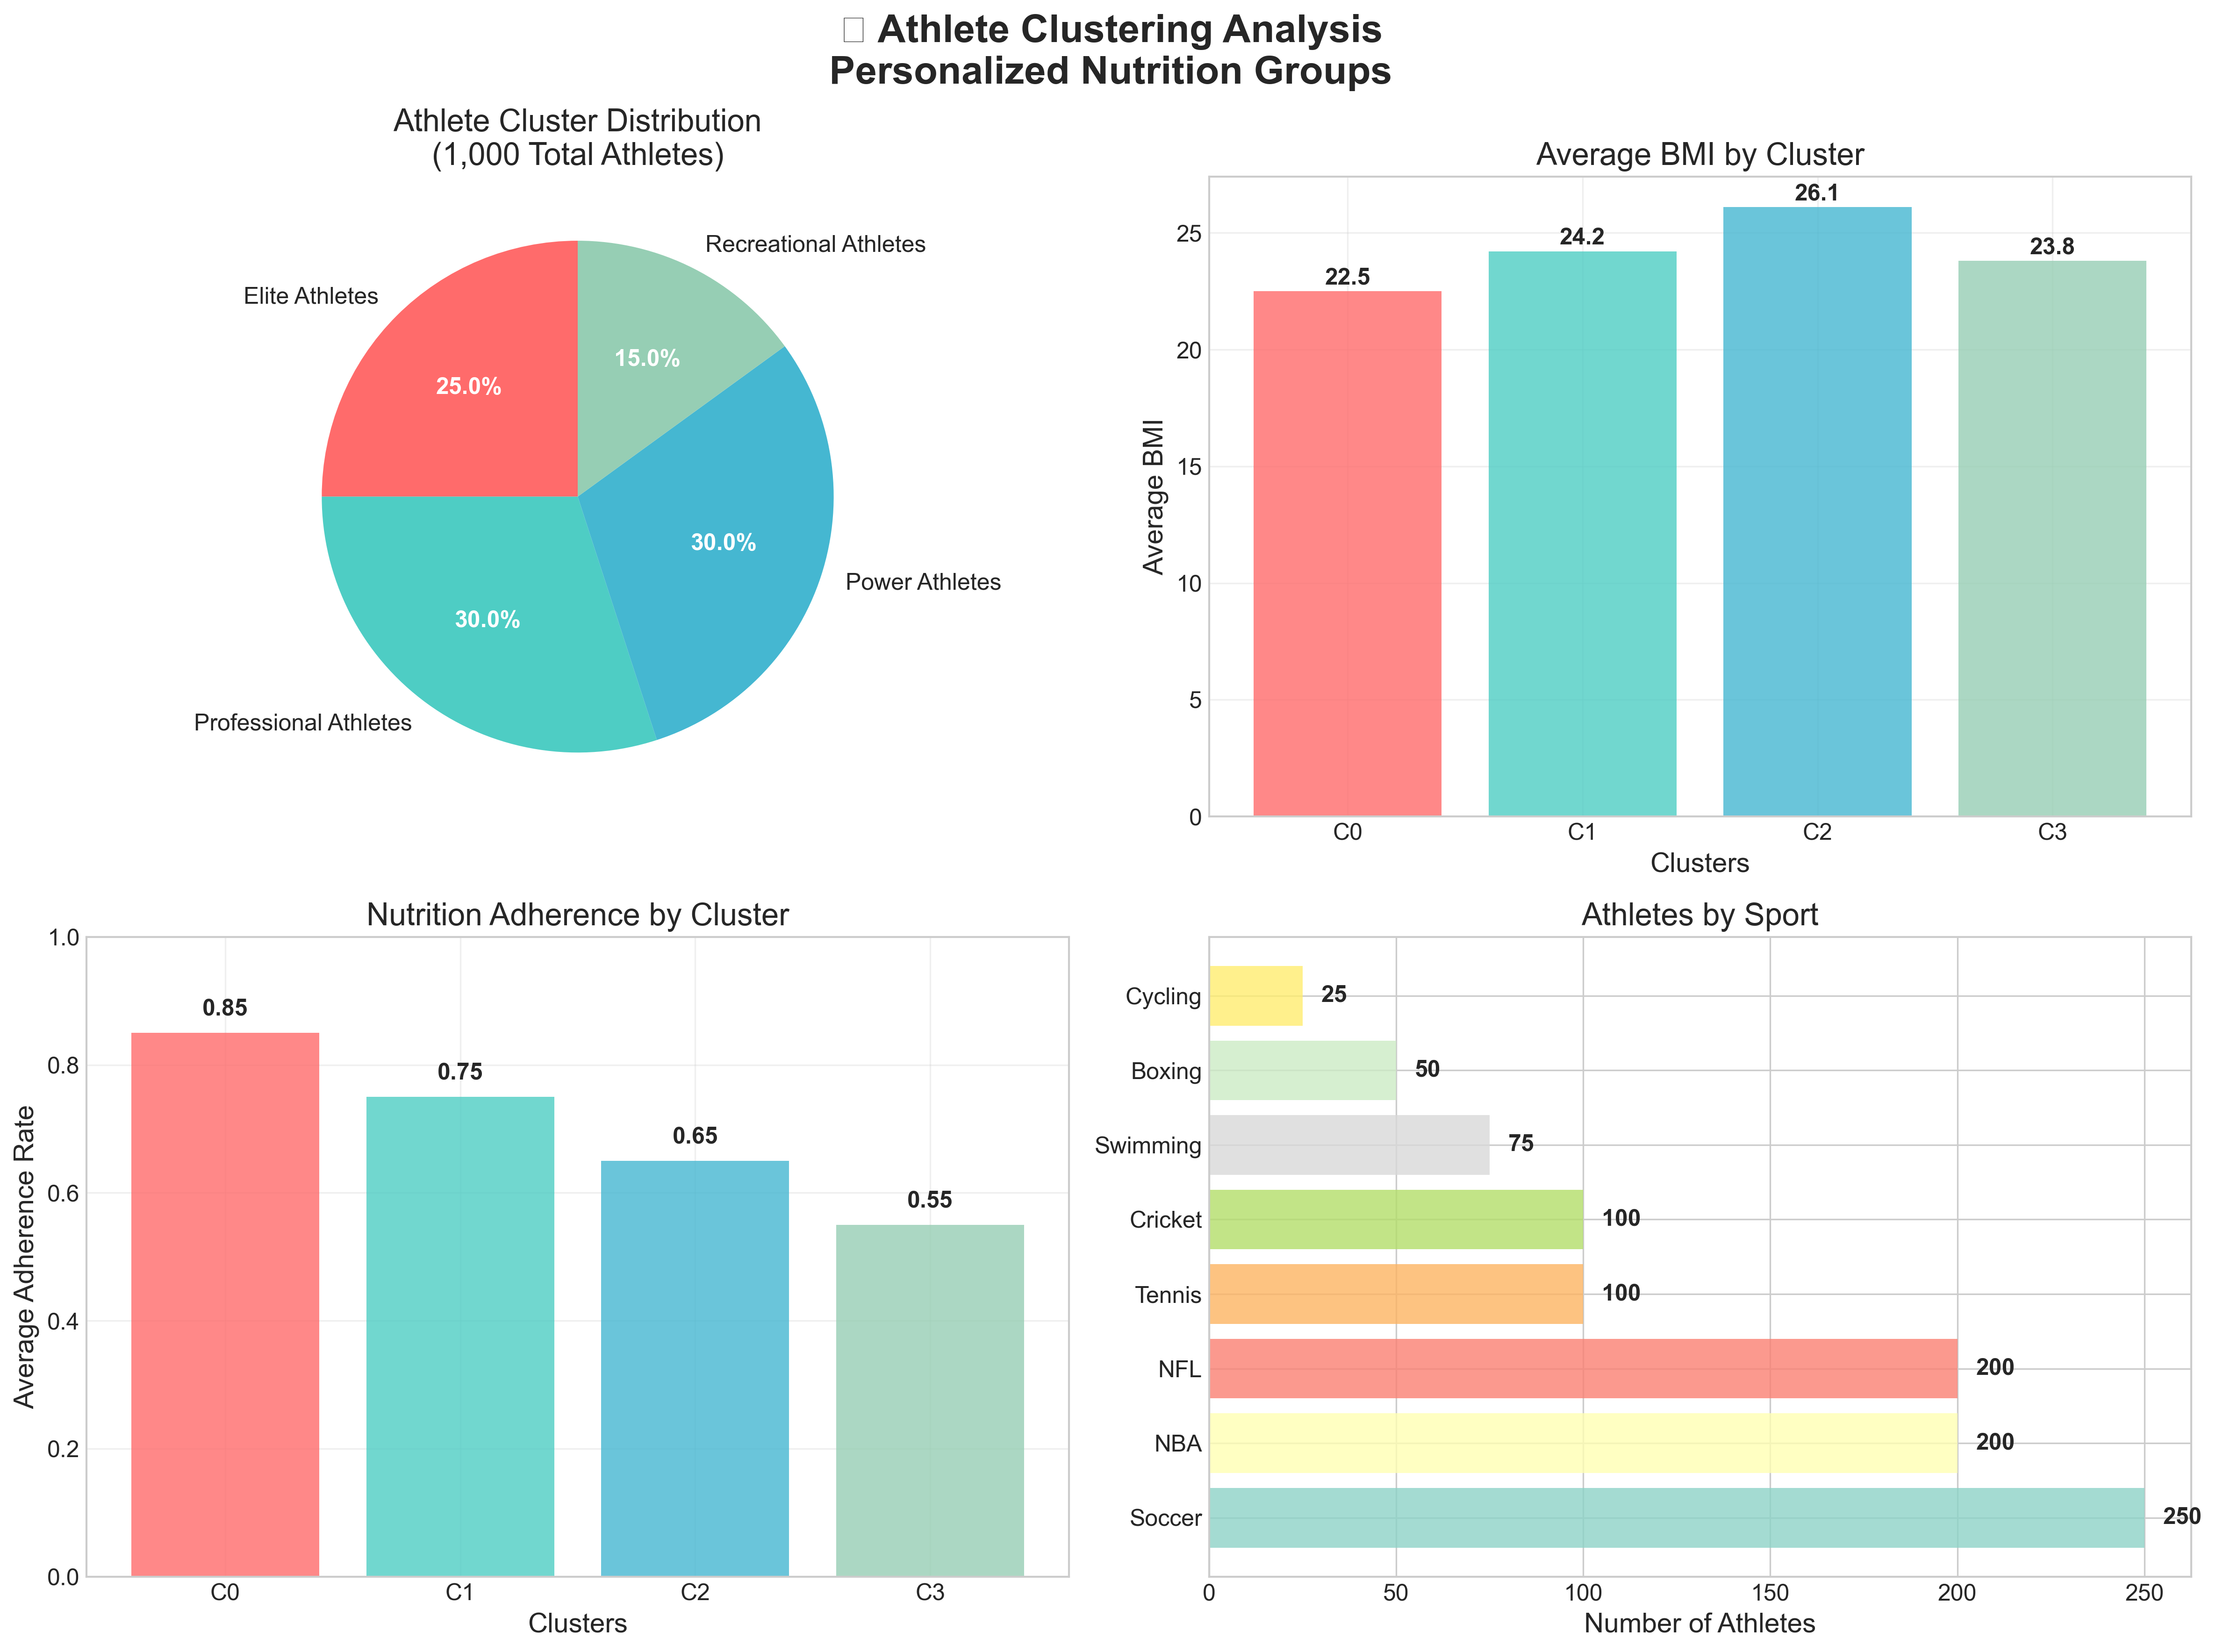 Athlete Clustering Analysis
Personalized Nutrition Groups
Athlete Cluster Distribution
(1,000 Total Athletes)
Recreational Athletes
Elite Athletes
15.0%
25.0%
30.0%
Power Athletes
30.0%
Professional Athletes
Average BMI by Cluster
26.1
24.2
23.8
22.5
25
20
15
10
5
0
Average BMI
C0 C1 C2 C3
Clusters
Nutrition Adherence by Cluster
1.0
0.8
0.6
0.4
0.2
0.0
Average Adherence Rate
0.85
0.75
0.65
0.55
C0 C1 C2 C3
Clusters
Athletes by Sport
Cycling 25
Boxing 50
Swimming 75
Cricket 100
Tennis 100
NFL 200
NBA 200
Soccer 250
0 50 100 150 200 250
Number of Athletes